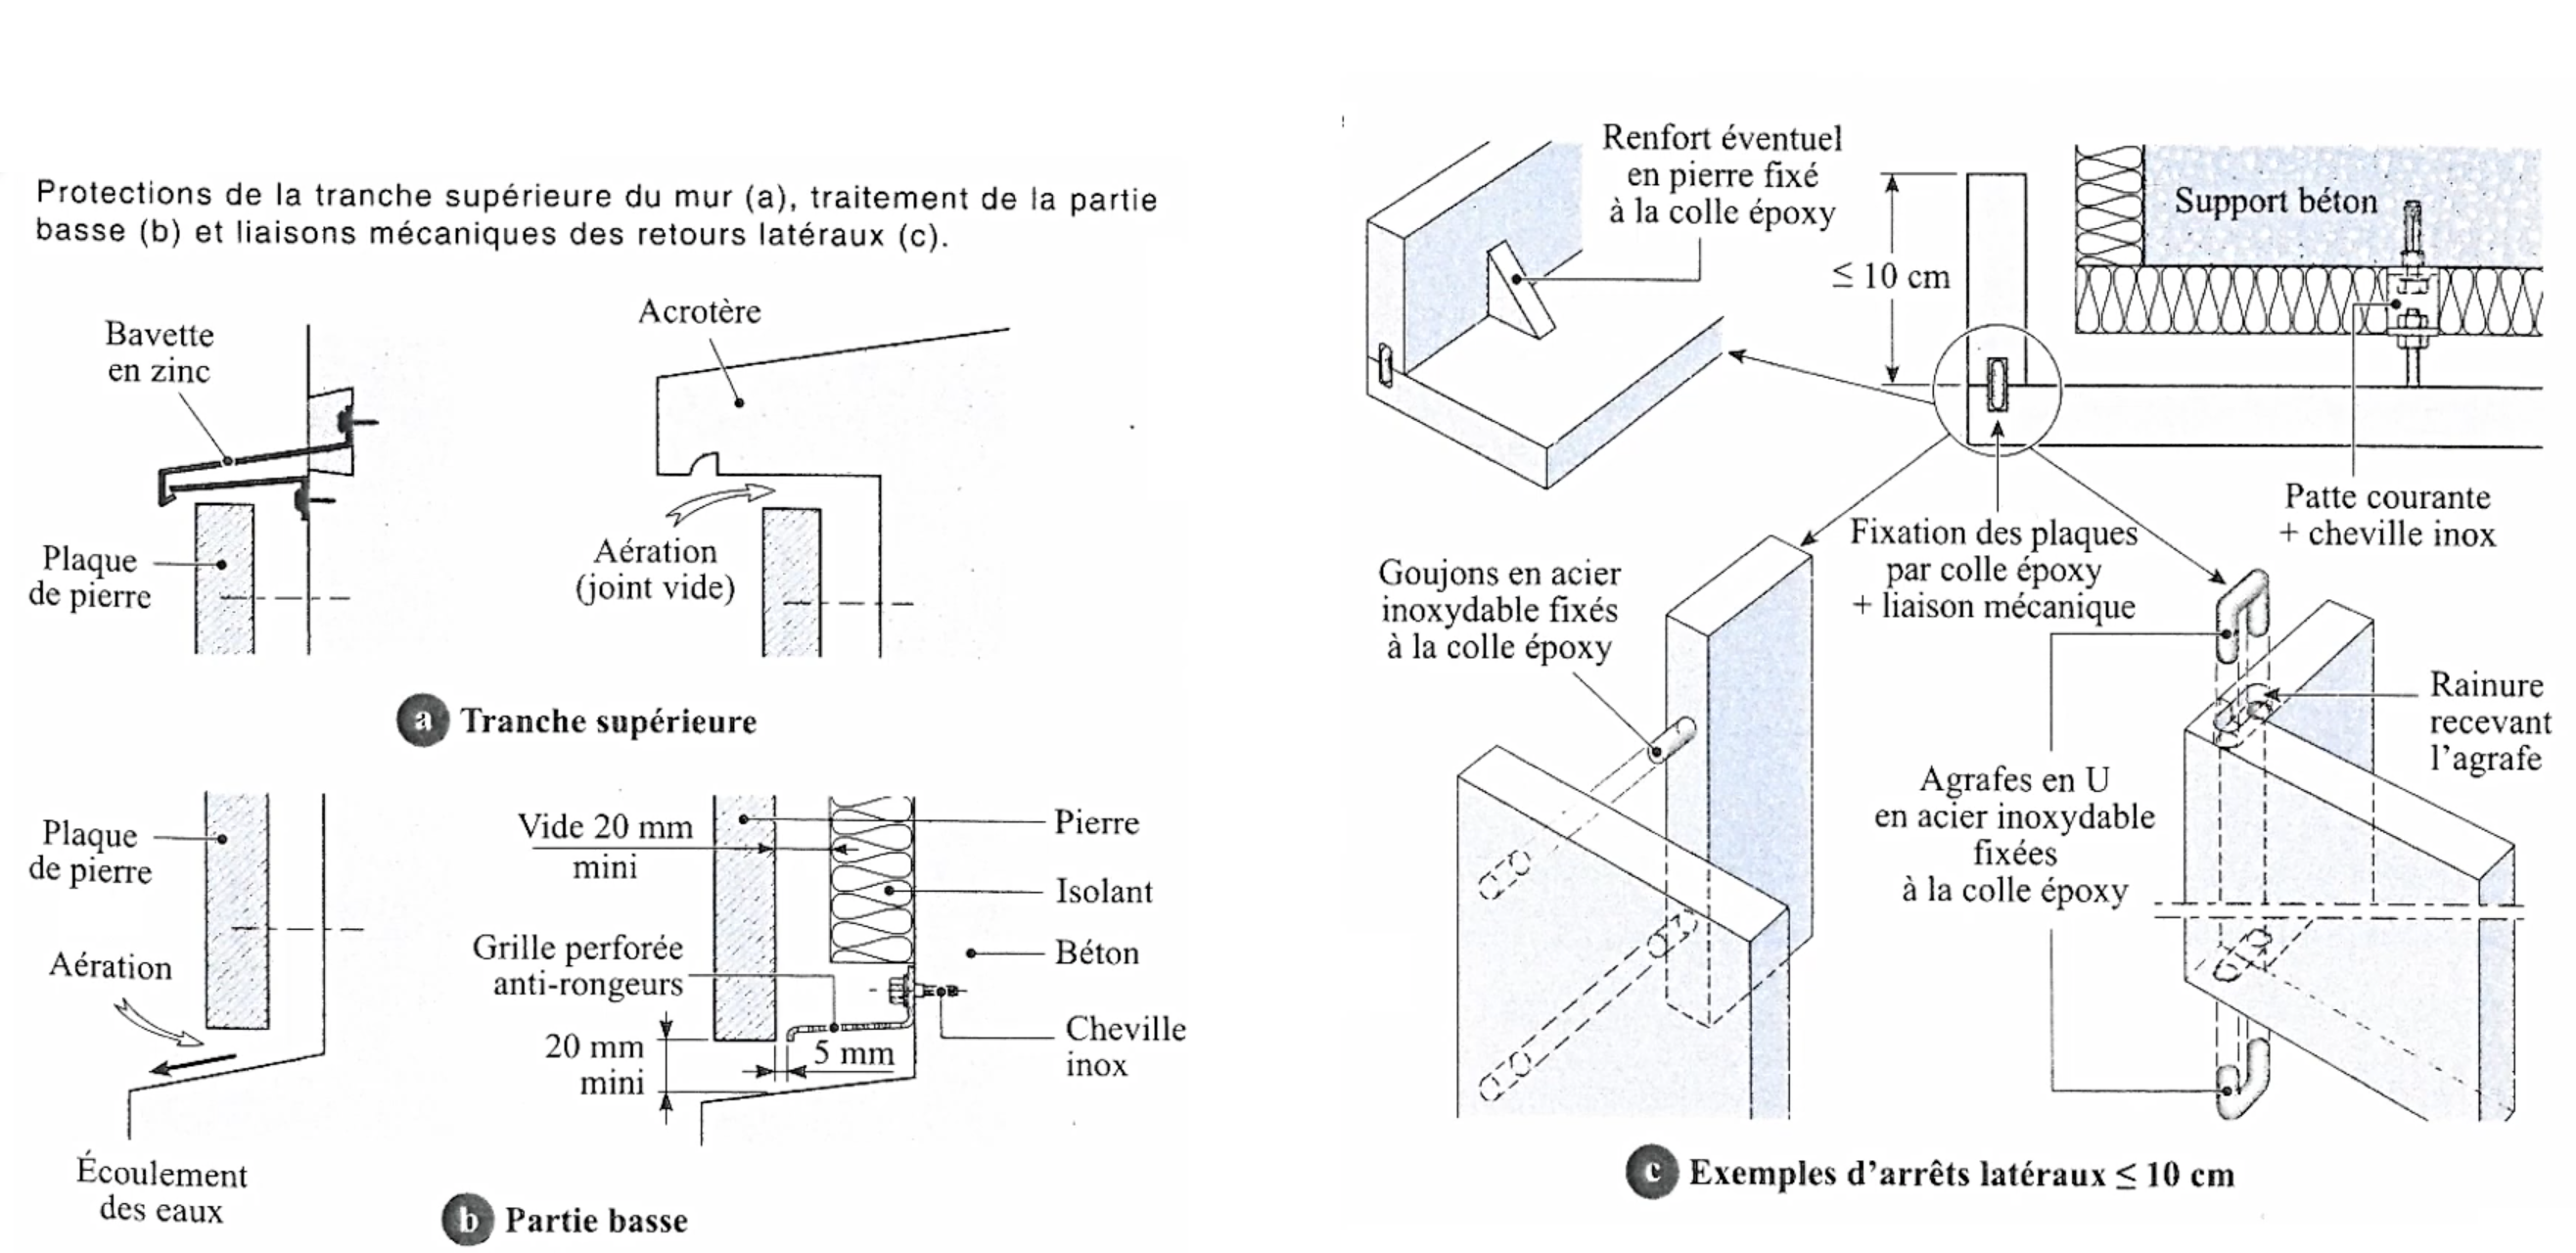 Protections de la tranche supérieure du mur (a), traitement de la partie
basse (b) et liaisons mécaniques des retours latéraux (c).
Bavette
en zinc
Acrotère
Plaque
de pierre
Aération
(joint vide)
a Tranche supérieure
Plaque
de pierre
Aération
Écoulement
des eaux
Vide 20 mm
mini
Pierre
Isolant
Grille perforée
anti-rongeurs
Béton
20 mm
mini
5 mm
Cheville
inox
b Partie basse
Renfort éventuel
en pierre fixé
à la colle époxy
≤ 10 cm
Support béton
Patte courante
+ cheville inox
Fixation des plaques
par colle époxy
+ liaison mécanique
Goujons en acier
inoxydable fixés
à la colle époxy
Rainure
recevant
l’agrafe
Agrafes en U
en acier inoxydable
fixées
à la colle époxy
c Exemples d’arrêts latéraux ≤ 10 cm